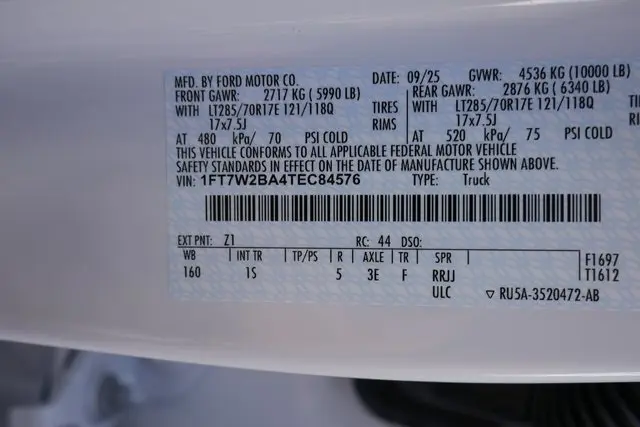 MFD. BY FORD MOTOR CO. DATE: 09/25 GVWR: 4536 KG (10000 LB)
FRONT GAWR: 2717 KG ( 5990 LB) REAR GAWR: 2876 KG ( 6340 LB)
WITH LT285/70R17E 121/118Q TIRES WITH LT285/70R17E 121/118Q TIRES
17x7.5J RIMS 17x7.5J RIMS
AT 480 kPa/ 70 PSI COLD AT 520 kPa/ 75 PSI COLD
THIS VEHICLE CONFORMS TO ALL APPLICABLE FEDERAL MOTOR VEHICLE
SAFETY STANDARDS IN EFFECT ON THE DATE OF MANUFACTURE SHOWN ABOVE.
VIN: 1FT7W2BA4TEC84576 TYPE: Truck
EXT PNT: Z1 RC: 44 DSO:
WB INT TR TP/PS R AXLE TR SPR F1697
160 1S 5 3E F RRJJ T1612
ULC ▽ RU5A-3520472-AB